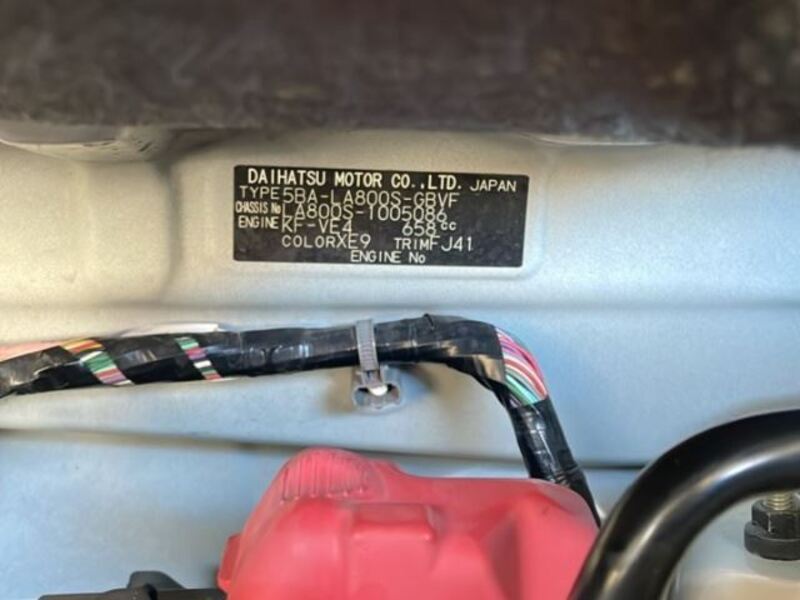 DAIHATSU MOTOR CO.,LTD. JAPAN
TYPE 5BA-LA800S-GBVF
CHASSIS No LA800S-1005086
ENGINE KF-VE4 658cc
COLOR XE9 TRIM FJ41
ENGINE No